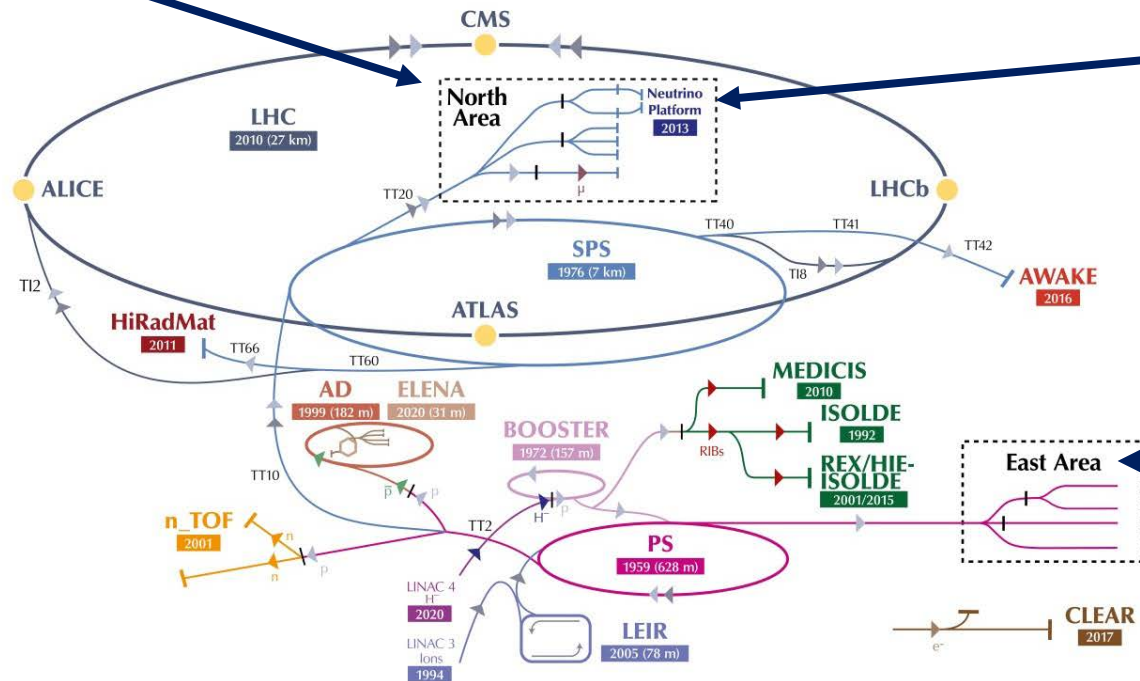 CMS
North
Area
Neutrino
Platform
2013
LHC
2010 (27 km)
μ
ALICE
LHCb
TT20
TT40
TT41
TT42
SPS
1976 (7 km)
TI8
TI2
AWAKE
2016
ATLAS
HiRadMat
2011
TT66
TT60
MEDICIS
2010
AD
1999 (182 m)
ELENA
2020 (31 m)
ISOLDE
1992
BOOSTER
1972 (157 m)
RIBs
REX/HIE-
ISOLDE
2001/2015
East Area
TT10
p̄
p
H⁻
p
TT2
n_TOF
2001
n
n
p
PS
1959 (628 m)
LINAC 4
H⁻
2020
LINAC 3
Ions
1994
LEIR
2005 (78 m)
CLEAR
2017
e⁻